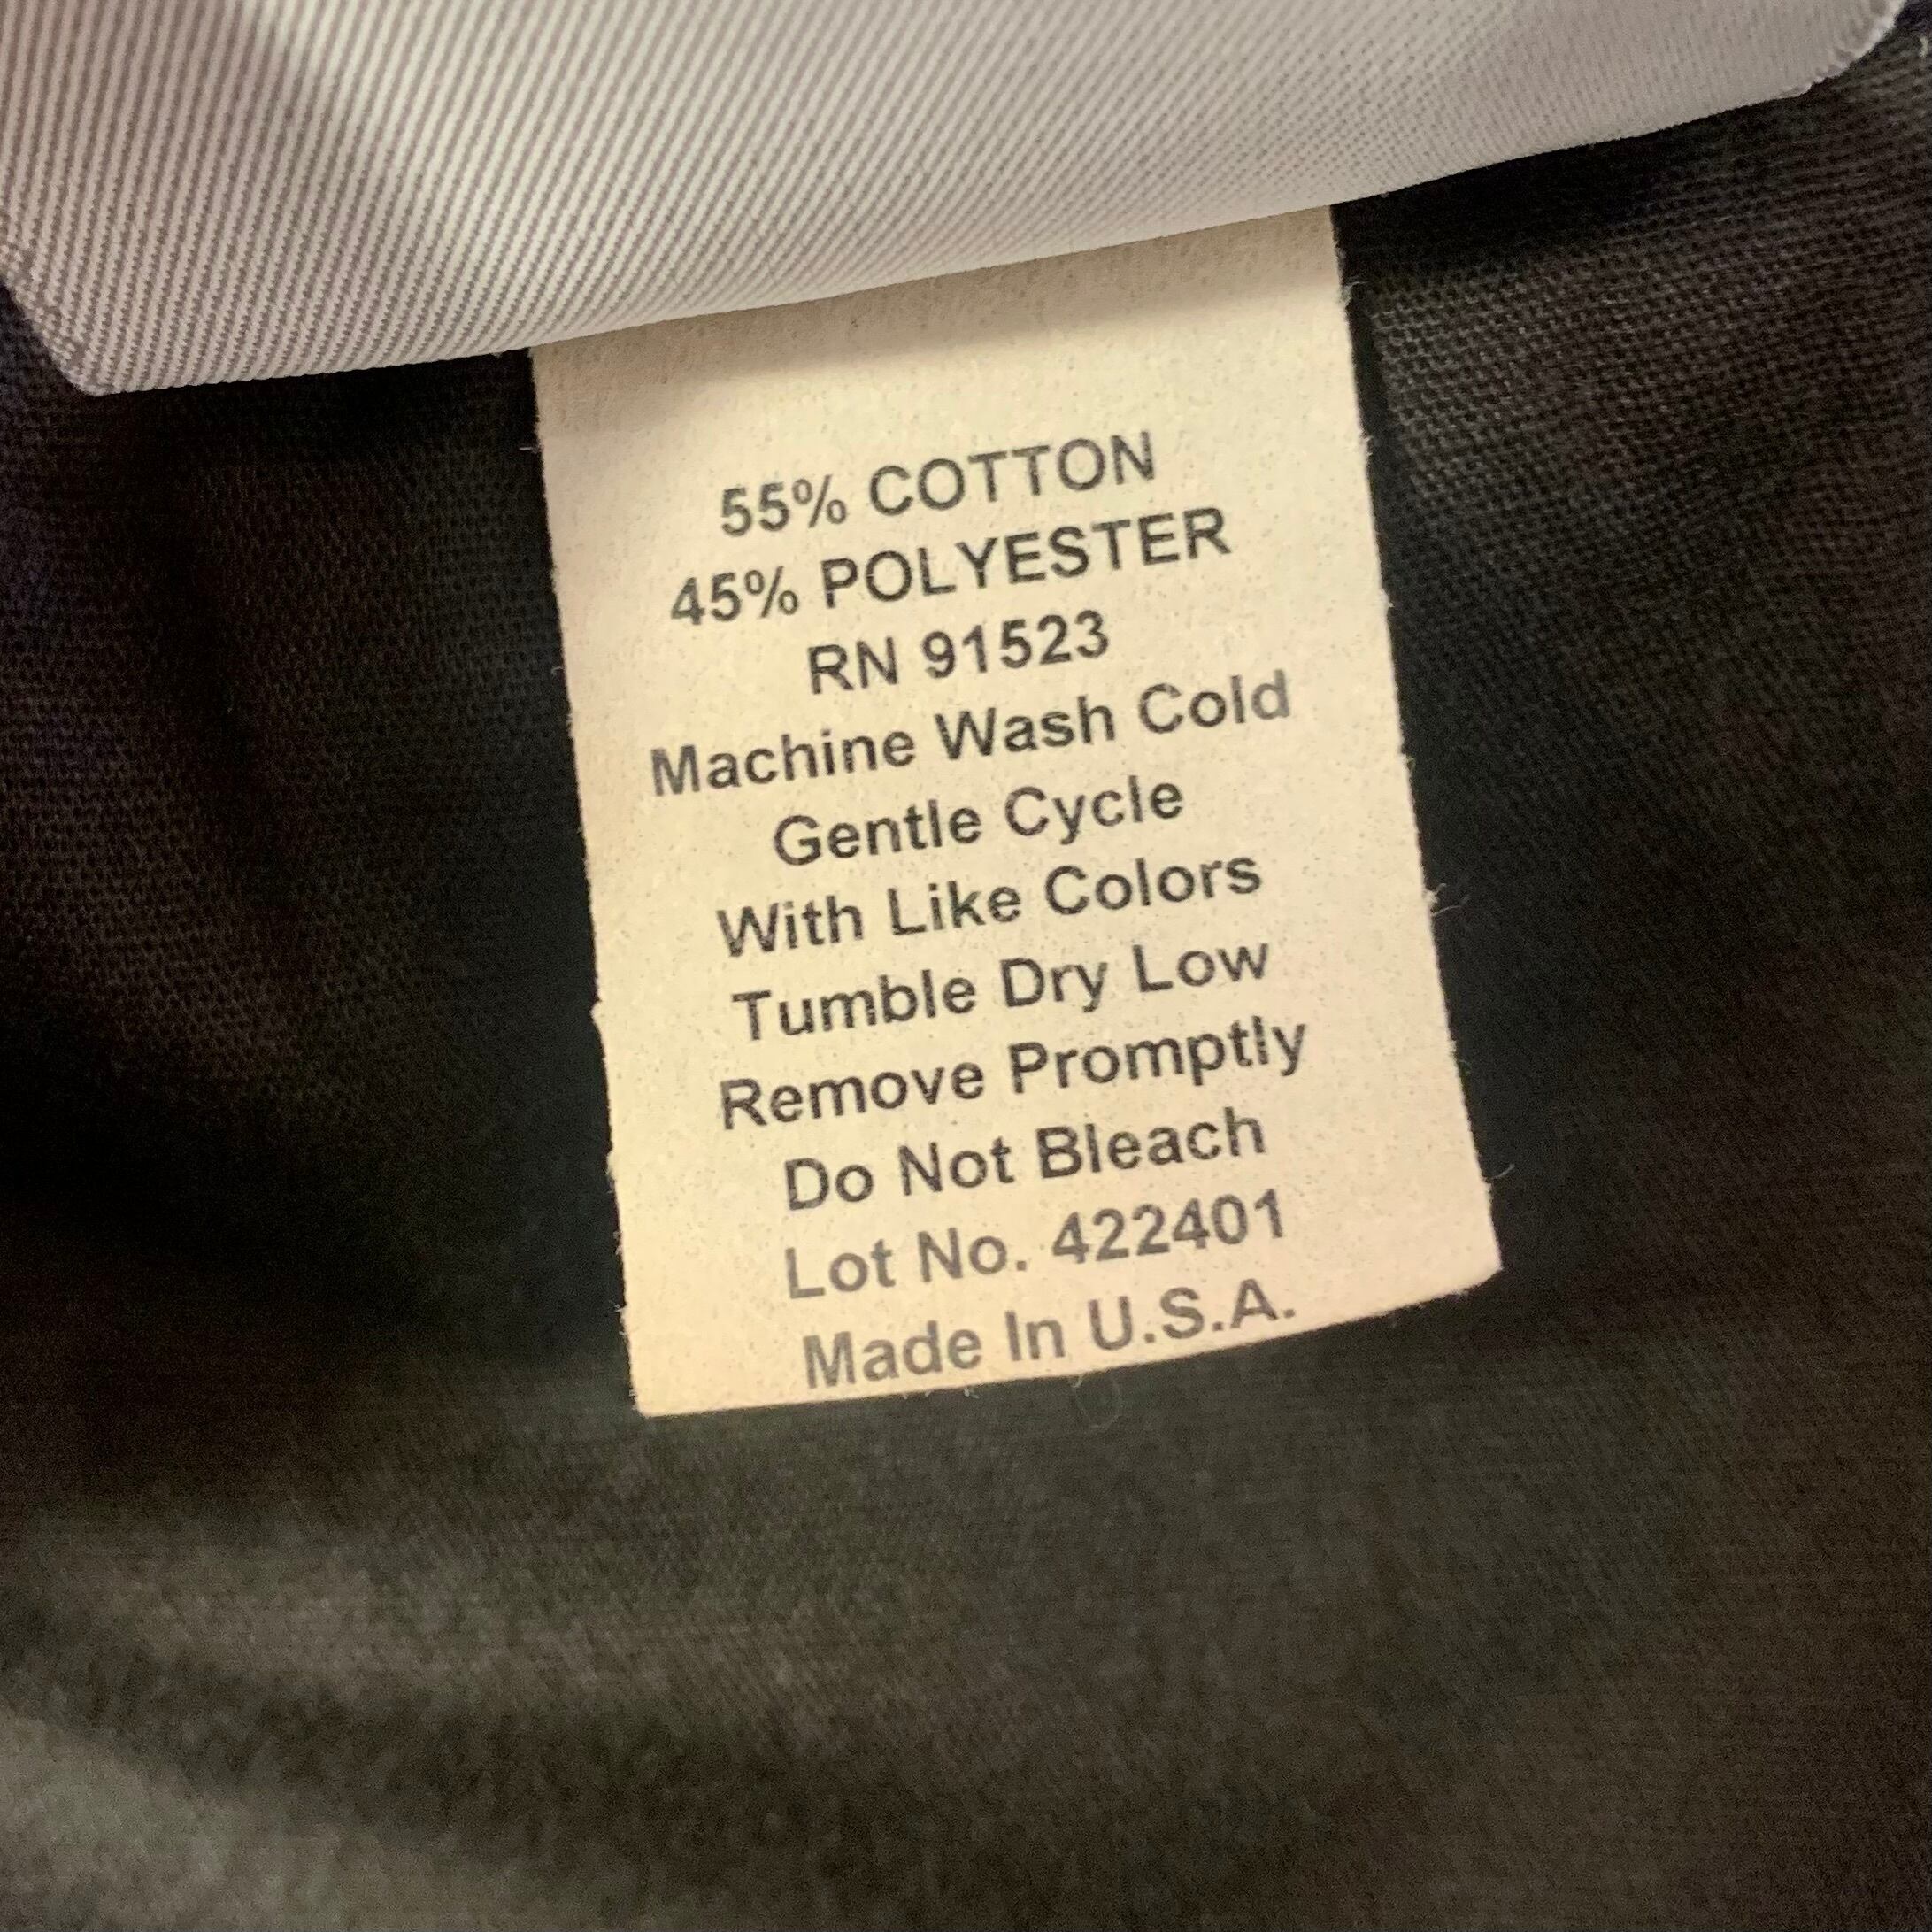 55% COTTON
45% POLYESTER
RN 91523
Machine Wash Cold
Gentle Cycle
With Like Colors
Tumble Dry Low
Remove Promptly
Do Not Bleach
Lot No. 422401
Made In U.S.A.